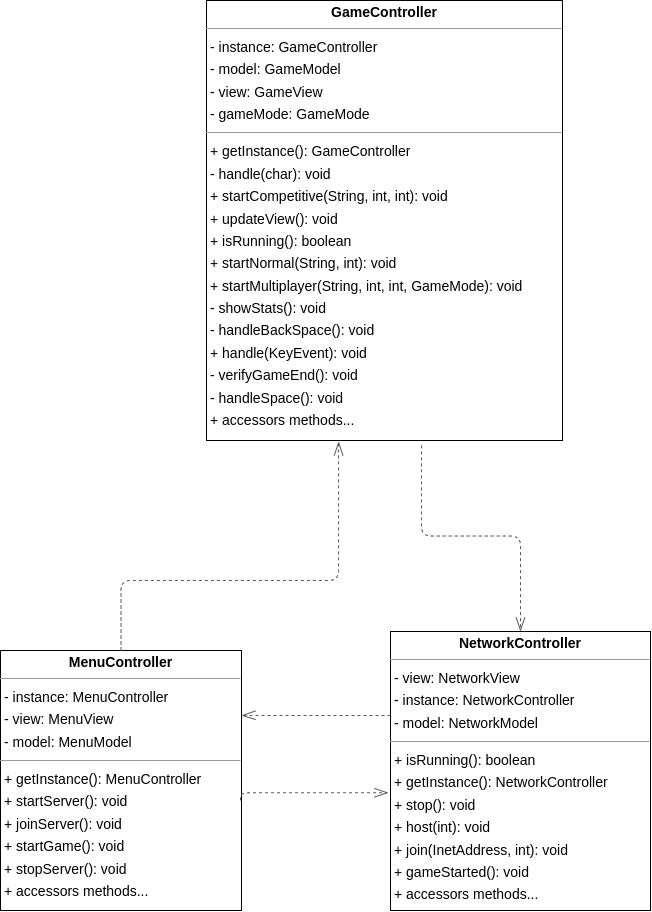 GameController
- instance: GameController
- model: GameModel
- view: GameView
- gameMode: GameMode
+ getInstance(): GameController
- handle(char): void
+ startCompetitive(String, int, int): void
+ updateView(): void
+ isRunning(): boolean
+ startNormal(String, int): void
+ startMultiplayer(String, int, int, GameMode): void
- showStats(): void
- handleBackSpace(): void
+ handle(KeyEvent): void
- verifyGameEnd(): void
- handleSpace(): void
+ accessors methods...
MenuController
- instance: MenuController
- view: MenuView
- model: MenuModel
+ getInstance(): MenuController
+ startServer(): void
+ joinServer(): void
+ startGame(): void
+ stopServer(): void
+ accessors methods...
NetworkController
- view: NetworkView
- instance: NetworkController
- model: NetworkModel
+ isRunning(): boolean
+ getInstance(): NetworkController
+ stop(): void
+ host(int): void
+ join(InetAddress, int): void
+ gameStarted(): void
+ accessors methods...